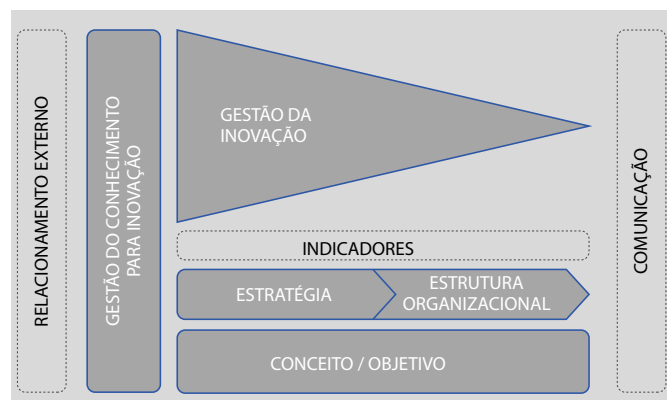 RELACIONAMENTO EXTERNO
GESTÃO DO CONHECIMENTO
PARA INOVAÇÃO
GESTÃO DA
INOVAÇÃO
INDICADORES
ESTRATÉGIA
ESTRUTURA
ORGANIZACIONAL
CONCEITO / OBJETIVO
COMUNICAÇÃO